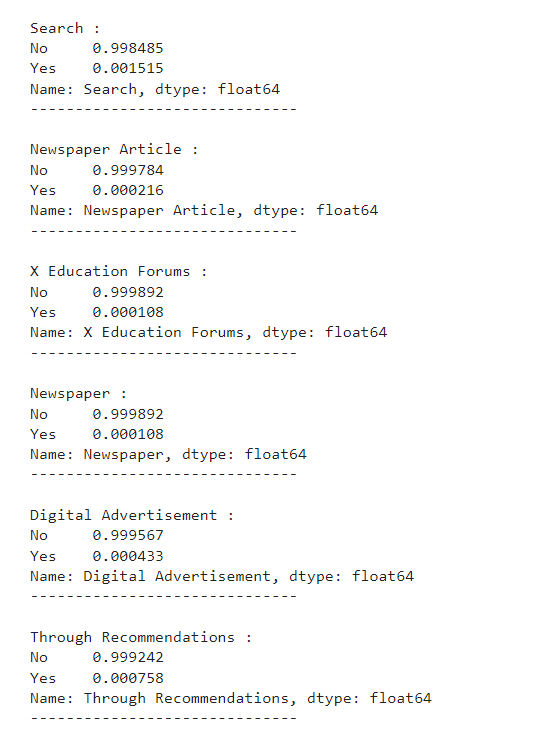 Search :
No     0.998485
Yes    0.001515
Name: Search, dtype: float64
------------------------------
Newspaper Article :
No     0.999784
Yes    0.000216
Name: Newspaper Article, dtype: float64
------------------------------
X Education Forums :
No     0.999892
Yes    0.000108
Name: X Education Forums, dtype: float64
------------------------------
Newspaper :
No     0.999892
Yes    0.000108
Name: Newspaper, dtype: float64
------------------------------
Digital Advertisement :
No     0.999567
Yes    0.000433
Name: Digital Advertisement, dtype: float64
------------------------------
Through Recommendations :
No     0.999242
Yes    0.000758
Name: Through Recommendations, dtype: float64
------------------------------